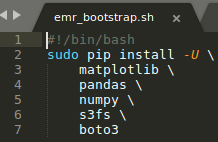 emr_bootstrap.sh ×
1 #!/bin/bash
2 sudo pip install -U \
3     matplotlib \
4     pandas \
5     numpy \
6     s3fs \
7     boto3